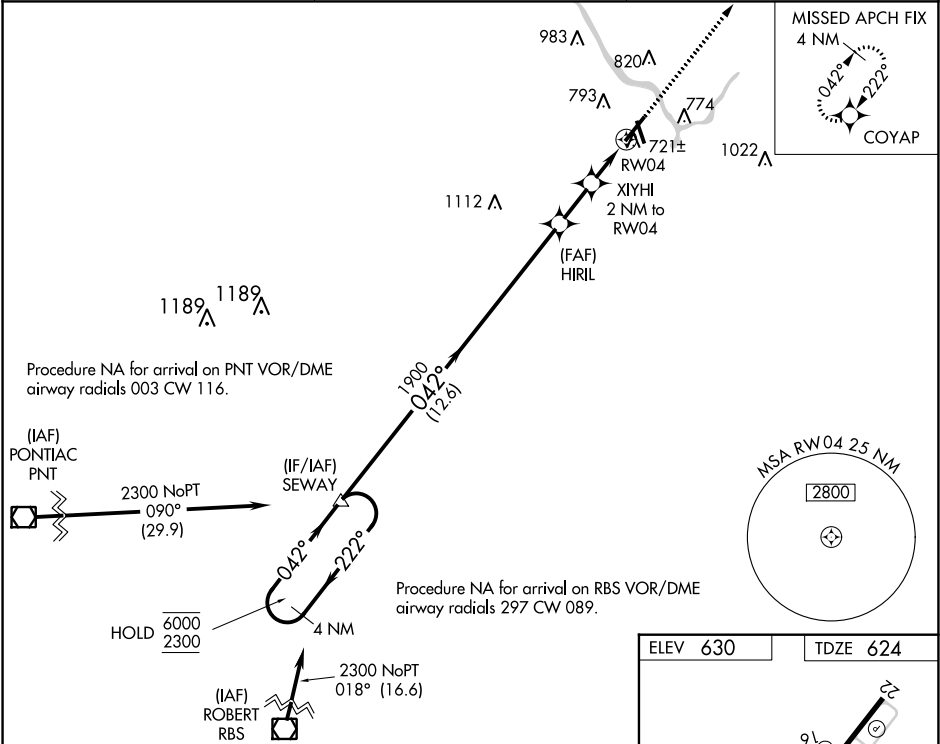 MISSED APCH FIX
4 NM
042°
222°
COYAP
983
820
793
774
721±
RW04
1022
XIYHI
2 NM to
RW04
1112
(FAF)
HIRIL
1189
1189
Procedure NA for arrival on PNT VOR/DME
airway radials 003 CW 116.
1900
042°
(12.6)
(IAF)
PONTIAC
PNT
2300 NoPT
090°
(29.9)
(IF/IAF)
SEWAY
042°
222°
4 NM
HOLD
6000
2300
MSA RW04 25 NM
2800
Procedure NA for arrival on RBS VOR/DME
airway radials 297 CW 089.
2300 NoPT
018° (16.6)
(IAF)
ROBERT
RBS
ELEV 630
TDZE 624
22
P